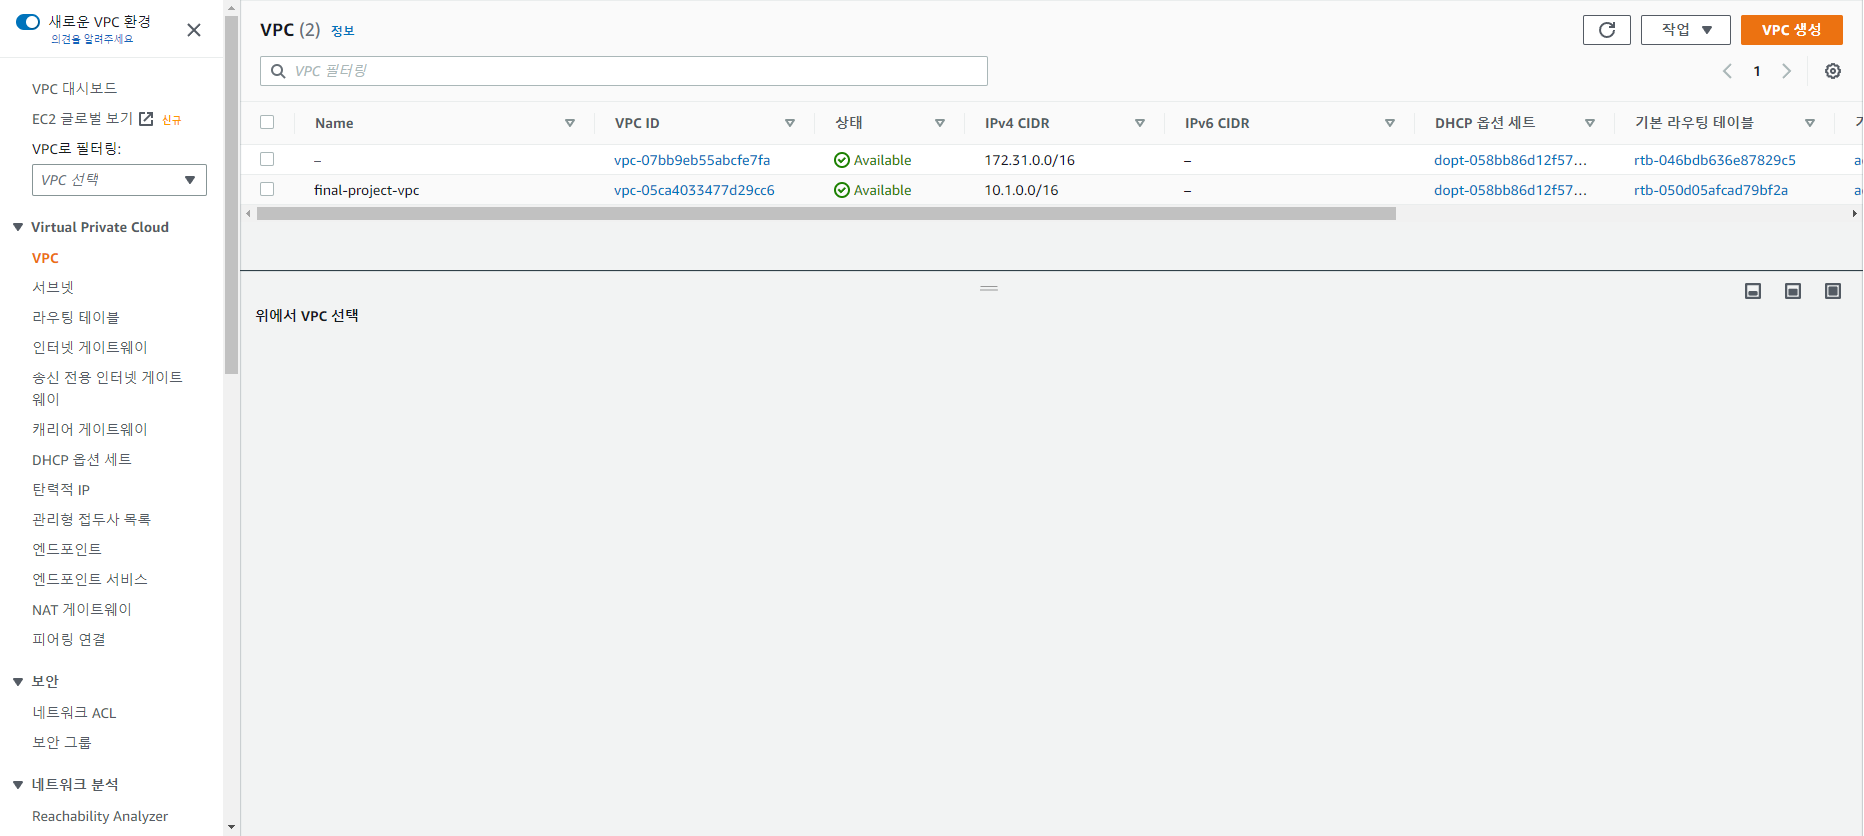 새로운 VPC 환경
의견을 알려주세요
VPC 대시보드
EC2 글로벌 보기 신규
VPC로 필터링:
VPC 선택
Virtual Private Cloud
VPC
서브넷
라우팅 테이블
인터넷 게이트웨이
송신 전용 인터넷 게이트
웨이
캐리어 게이트웨이
DHCP 옵션 세트
탄력적 IP
관리형 접두사 목록
엔드포인트
엔드포인트 서비스
NAT 게이트웨이
피어링 연결
보안
네트워크 ACL
보안 그룹
네트워크 분석
Reachability Analyzer
VPC (2) 정보
작업
VPC 생성
VPC 필터링
1
Name VPC ID 상태 IPv4 CIDR IPv6 CIDR DHCP 옵션 세트 기본 라우팅 테이블
– vpc-07bb9eb55abcfe7fa Available 172.31.0.0/16 – dopt-058bb86d12f57... rtb-046bdb636e87829c5
final-project-vpc vpc-05ca4033477d29cc6 Available 10.1.0.0/16 – dopt-058bb86d12f57... rtb-050d05afcad79bf2a
위에서 VPC 선택